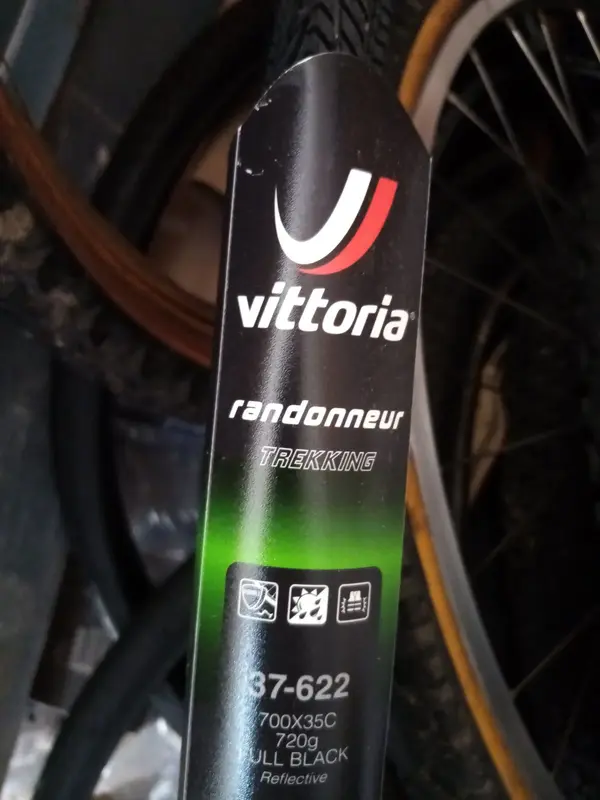 vittoria®
randonneur
TREKKING
37-622
700X35C
720g
FULL BLACK
Reflective